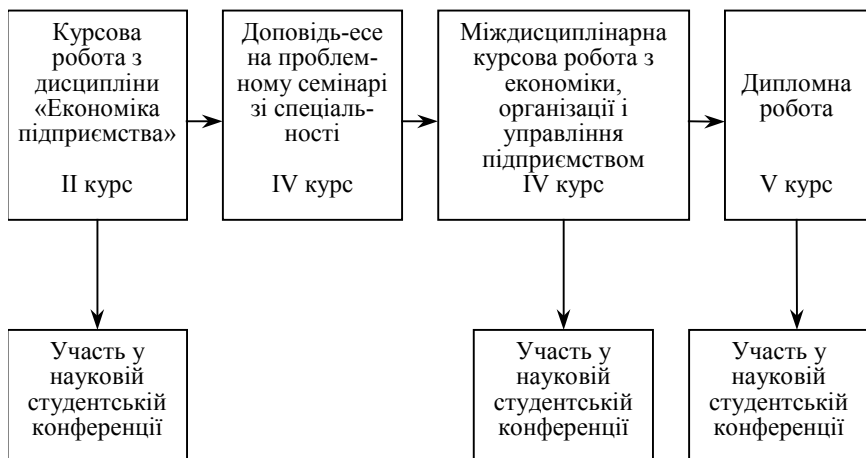 Курсова
робота з
дисципліни
«Економіка
підприємства»
ІІ курс
Доповідь-есе
на проблем-
ному семінарі
зі спеціаль-
ності
IV курс
Міждисциплінарна
курсова робота з
економіки,
організації і
управління
підприємством
IV курс
Дипломна
робота
V курс
Участь у
науковій
студентській
конференції
Участь у
науковій
студентській
конференції
Участь у
науковій
студентській
конференції